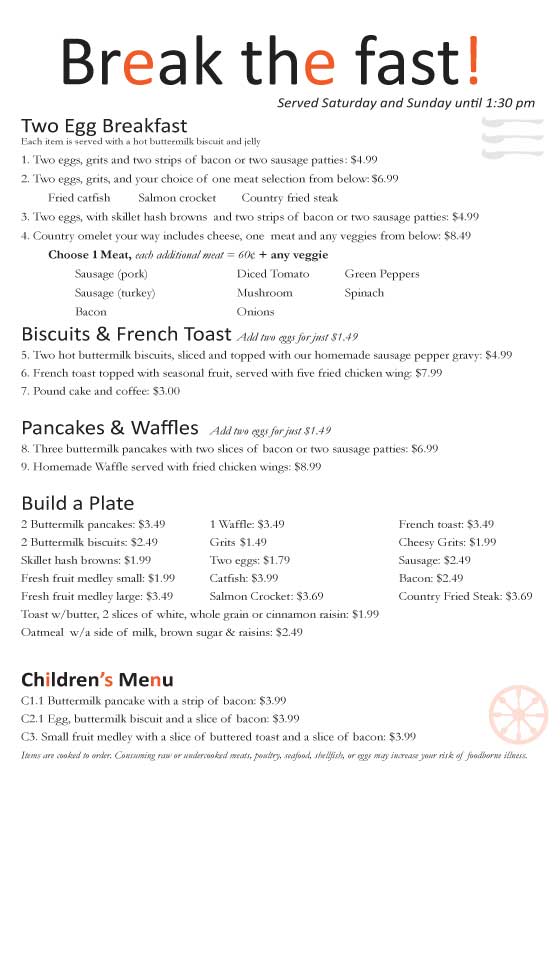 Break the fast!
Served Saturday and Sunday until 1:30 pm
Two Egg Breakfast
Each item is served with a hot buttermilk biscuit and jelly
1. Two eggs, grits and two strips of bacon or two sausage patties: $4.99
2. Two eggs, grits, and your choice of one meat selection from below: $6.99
Fried catfish Salmon crocket Country fried steak
3. Two eggs, with skillet hash browns and two strips of bacon or two sausage patties: $4.99
4. Country omelet your way includes cheese, one meat and any veggies from below: $8.49
Choose 1 Meat, each additional meat = 60¢ + any veggie
Sausage (pork) Diced Tomato Green Peppers
Sausage (turkey) Mushroom Spinach
Bacon Onions
Biscuits & French Toast Add two eggs for just $1.49
5. Two hot buttermilk biscuits, sliced and topped with our homemade sausage pepper gravy: $4.99
6. French toast topped with seasonal fruit, served with five fried chicken wing: $7.99
7. Pound cake and coffee: $3.00
Pancakes & Waffles Add two eggs for just $1.49
8. Three buttermilk pancakes with two slices of bacon or two sausage patties: $6.99
9. Homemade Waffle served with fried chicken wings: $8.99
Build a Plate
2 Buttermilk pancakes: $3.49 1 Waffle: $3.49 French toast: $3.49
2 Buttermilk biscuits: $2.49 Grits $1.49 Cheesy Grits: $1.99
Skillet hash browns: $1.99 Two eggs: $1.79 Sausage: $2.49
Fresh fruit medley small: $1.99 Catfish: $3.99 Bacon: $2.49
Fresh fruit medley large: $3.49 Salmon Crocket: $3.69 Country Fried Steak: $3.69
Toast w/butter, 2 slices of white, whole grain or cinnamon raisin: $1.99
Oatmeal w/a side of milk, brown sugar & raisins: $2.49
Children's Menu
C1.1 Buttermilk pancake with a strip of bacon: $3.99
C2.1 Egg, buttermilk biscuit and a slice of bacon: $3.99
C3. Small fruit medley with a slice of buttered toast and a slice of bacon: $3.99
Items are cooked to order. Consuming raw or undercooked meats, poultry, seafood, shellfish, or eggs may increase your risk of foodborne illness.